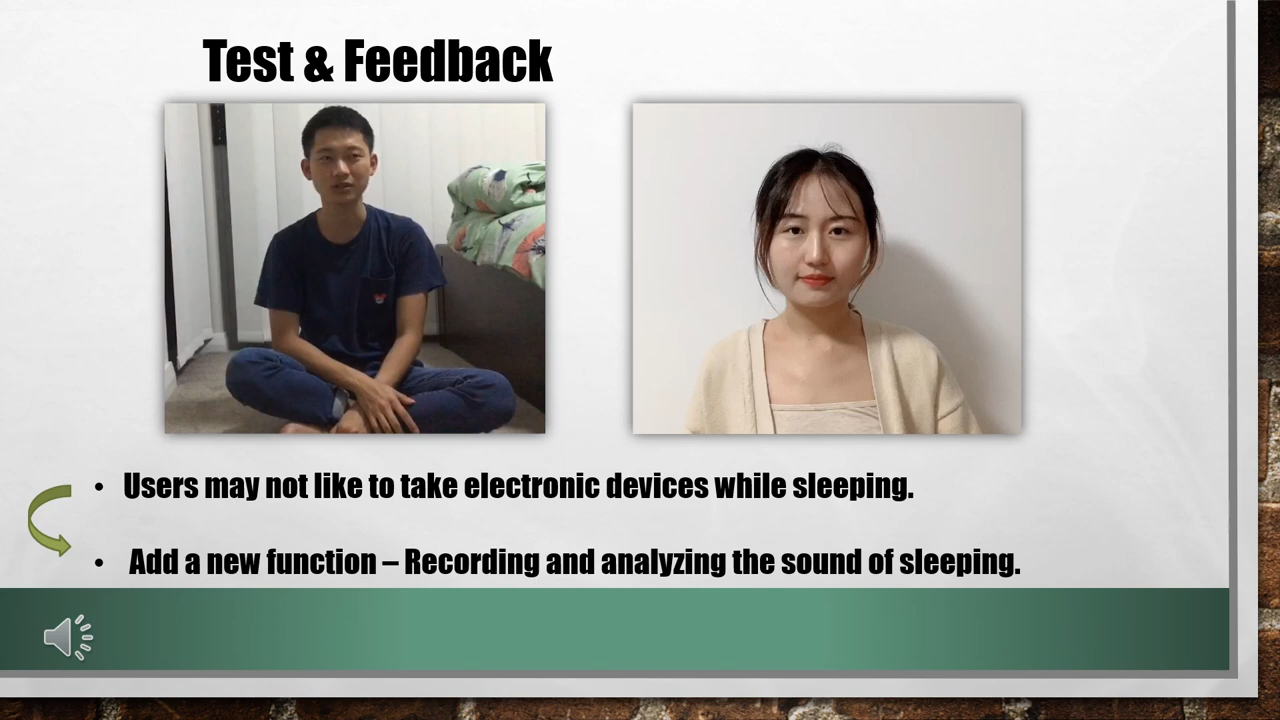 Test & Feedback
• Users may not like to take electronic devices while sleeping.
• Add a new function – Recording and analyzing the sound of sleeping.